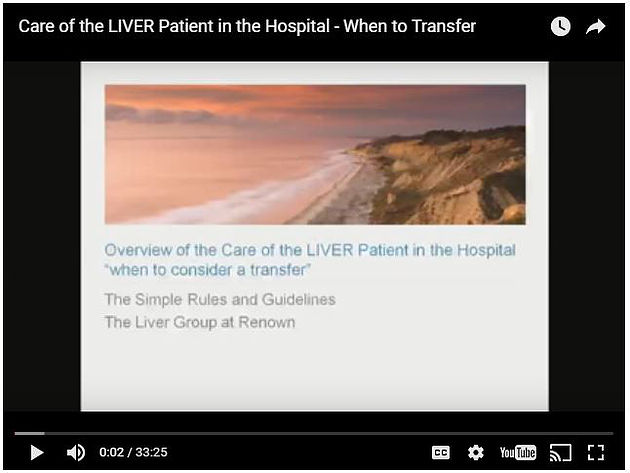 Care of the LIVER Patient in the Hospital - When to Transfer
Overview of the Care of the LIVER Patient in the Hospital
“when to consider a transfer”
The Simple Rules and Guidelines
The Liver Group at Renown
0:02 / 33:25
CC
YouTube